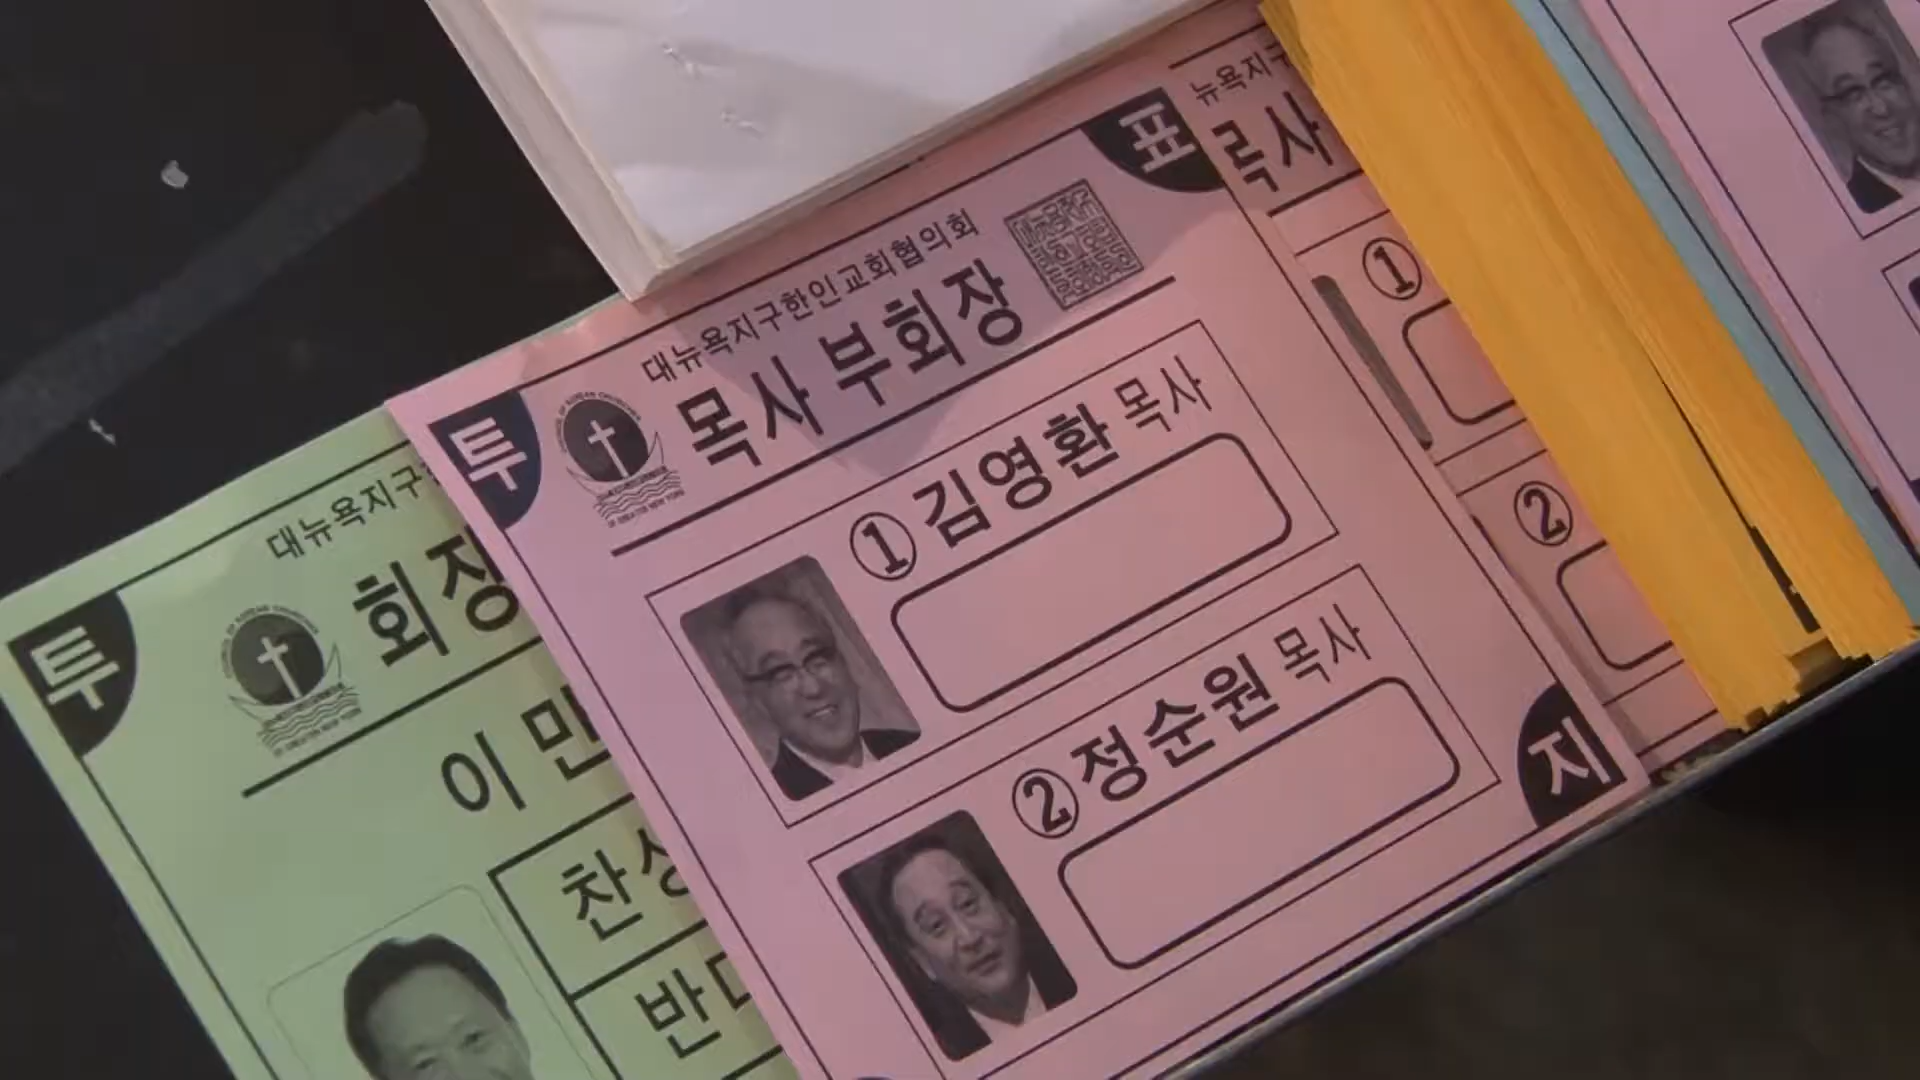 투
표
대뉴욕지구한인교회협의회
목사 부회장
① 김영환 목사
② 정순원 목사
지
투
대뉴욕지구
회장
이 만
찬성
반대
뉴욕지구
목사
①
②